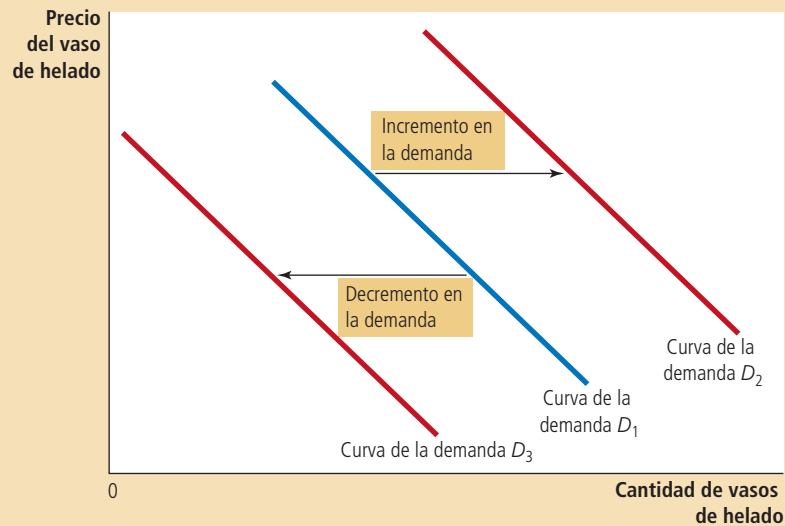 Precio
del vaso
de helado
Incremento en
la demanda
Decremento en
la demanda
Curva de la
demanda D2
Curva de la
demanda D1
Curva de la demanda D3
0
Cantidad de vasos
de helado